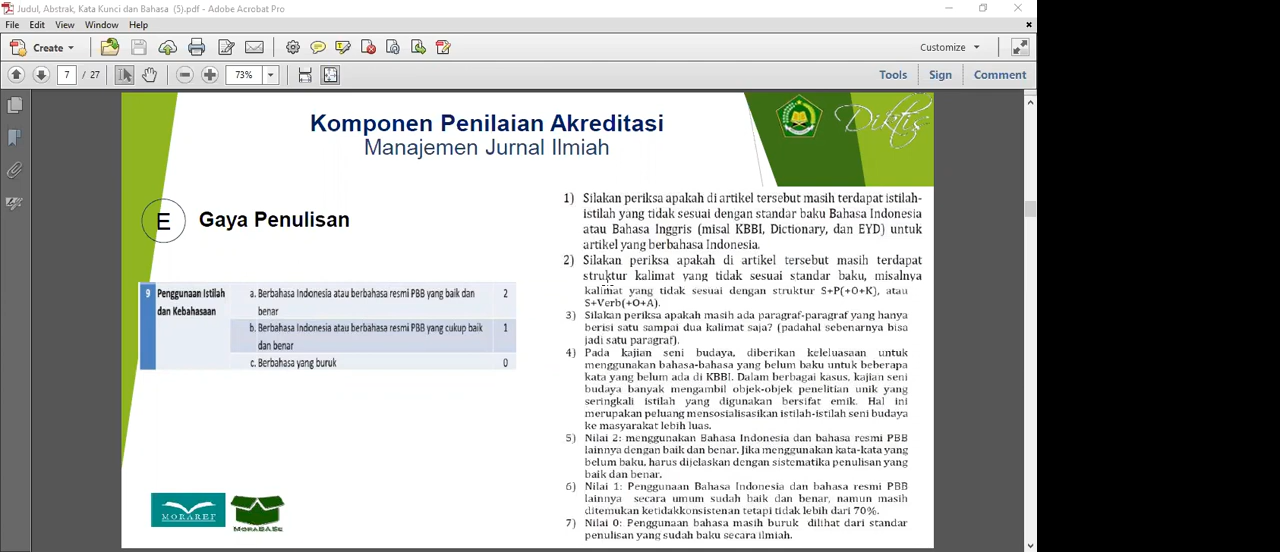 Judul, Abstrak, Kata Kunci dan Bahasa (5).pdf - Adobe Acrobat Pro
File Edit View Window Help
Create
Customize
7 / 27
73%
Tools Sign Comment
Komponen Penilaian Akreditasi
Manajemen Jurnal Ilmiah
Diktis
E Gaya Penulisan
9 Penggunaan Istilah dan Kebahasaan
a. Berbahasa Indonesia atau berbahasa resmi PBB yang baik dan
benar
2
b. Berbahasa Indonesia atau berbahasa resmi PBB yang cukup baik
dan benar
1
c. Berbahasa yang buruk
0
1) Silakan periksa apakah di artikel tersebut masih terdapat istilah-
istilah yang tidak sesuai dengan standar baku Bahasa Indonesia
atau Bahasa Inggris (misal KBBI, Dictionary, dan EYD) untuk
artikel yang berbahasa Indonesia.
2) Silakan periksa apakah di artikel tersebut masih terdapat
struktur kalimat yang tidak sesuai standar baku, misalnya
kalimat yang tidak sesuai dengan struktur S+P(+O+K), atau
S+Verb(+O+A).
3) Silakan periksa apakah masih ada paragraf-paragraf yang hanya
berisi satu sampai dua kalimat saja? (padahal sebenarnya bisa
jadi satu paragraf).
4) Pada kajian seni budaya, diberikan keleluasaan untuk
menggunakan bahasa-bahasa yang belum baku untuk beberapa
kata yang belum ada di KBBI. Dalam berbagai kasus, kajian seni
budaya banyak mengambil objek-objek penelitian unik yang
seringkali istilah yang digunakan bersifat emik. Hal ini
merupakan peluang mensosialisasikan istilah-istilah seni budaya
ke masyarakat lebih luas.
5) Nilai 2: menggunakan Bahasa Indonesia dan bahasa resmi PBB
lainnya dengan baik dan benar. Jika menggunakan kata-kata yang
belum baku, harus dijelaskan dengan sistematika penulisan yang
baik dan benar.
6) Nilai 1: Penggunaan Bahasa Indonesia dan bahasa resmi PBB
lainnya secara umum sudah baik dan benar, namun masih
ditemukan ketidakkonsistenan tetapi tidak lebih dari 70%.
7) Nilai 0: Penggunaan bahasa masih buruk dilihat dari standar
penulisan yang sudah baku secara ilmiah.
MORAREF
MORABASE